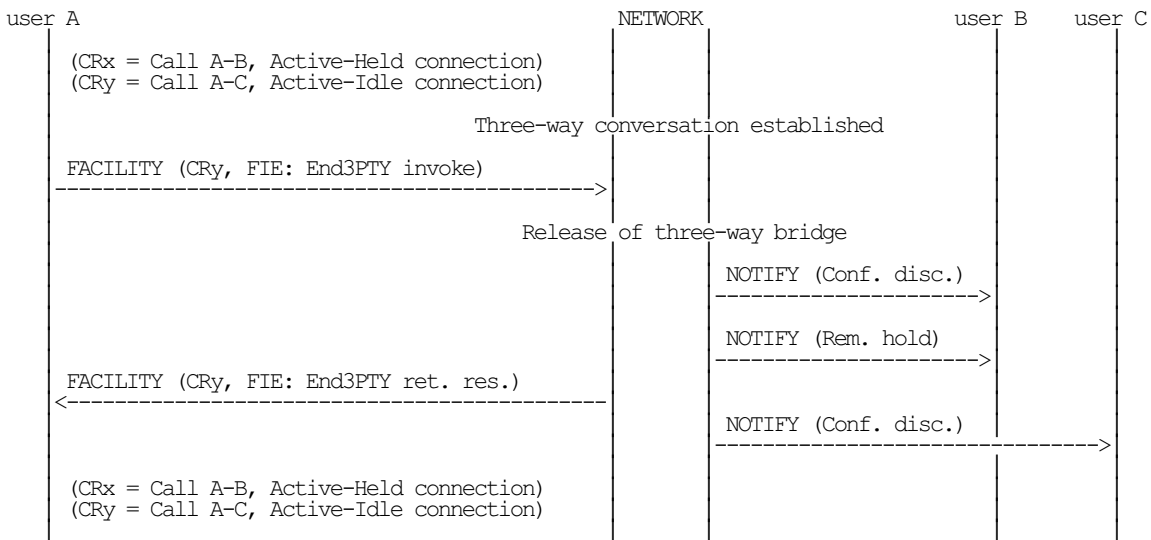 user A NETWORK user B user C
(CRx = Call A-B, Active-Held connection)
(CRy = Call A-C, Active-Idle connection)
Three-way conversation established
FACILITY (CRy, FIE: End3PTY invoke)
Release of three-way bridge
NOTIFY (Conf. disc.)
NOTIFY (Rem. hold)
FACILITY (CRy, FIE: End3PTY ret. res.)
NOTIFY (Conf. disc.)
(CRx = Call A-B, Active-Held connection)
(CRy = Call A-C, Active-Idle connection)